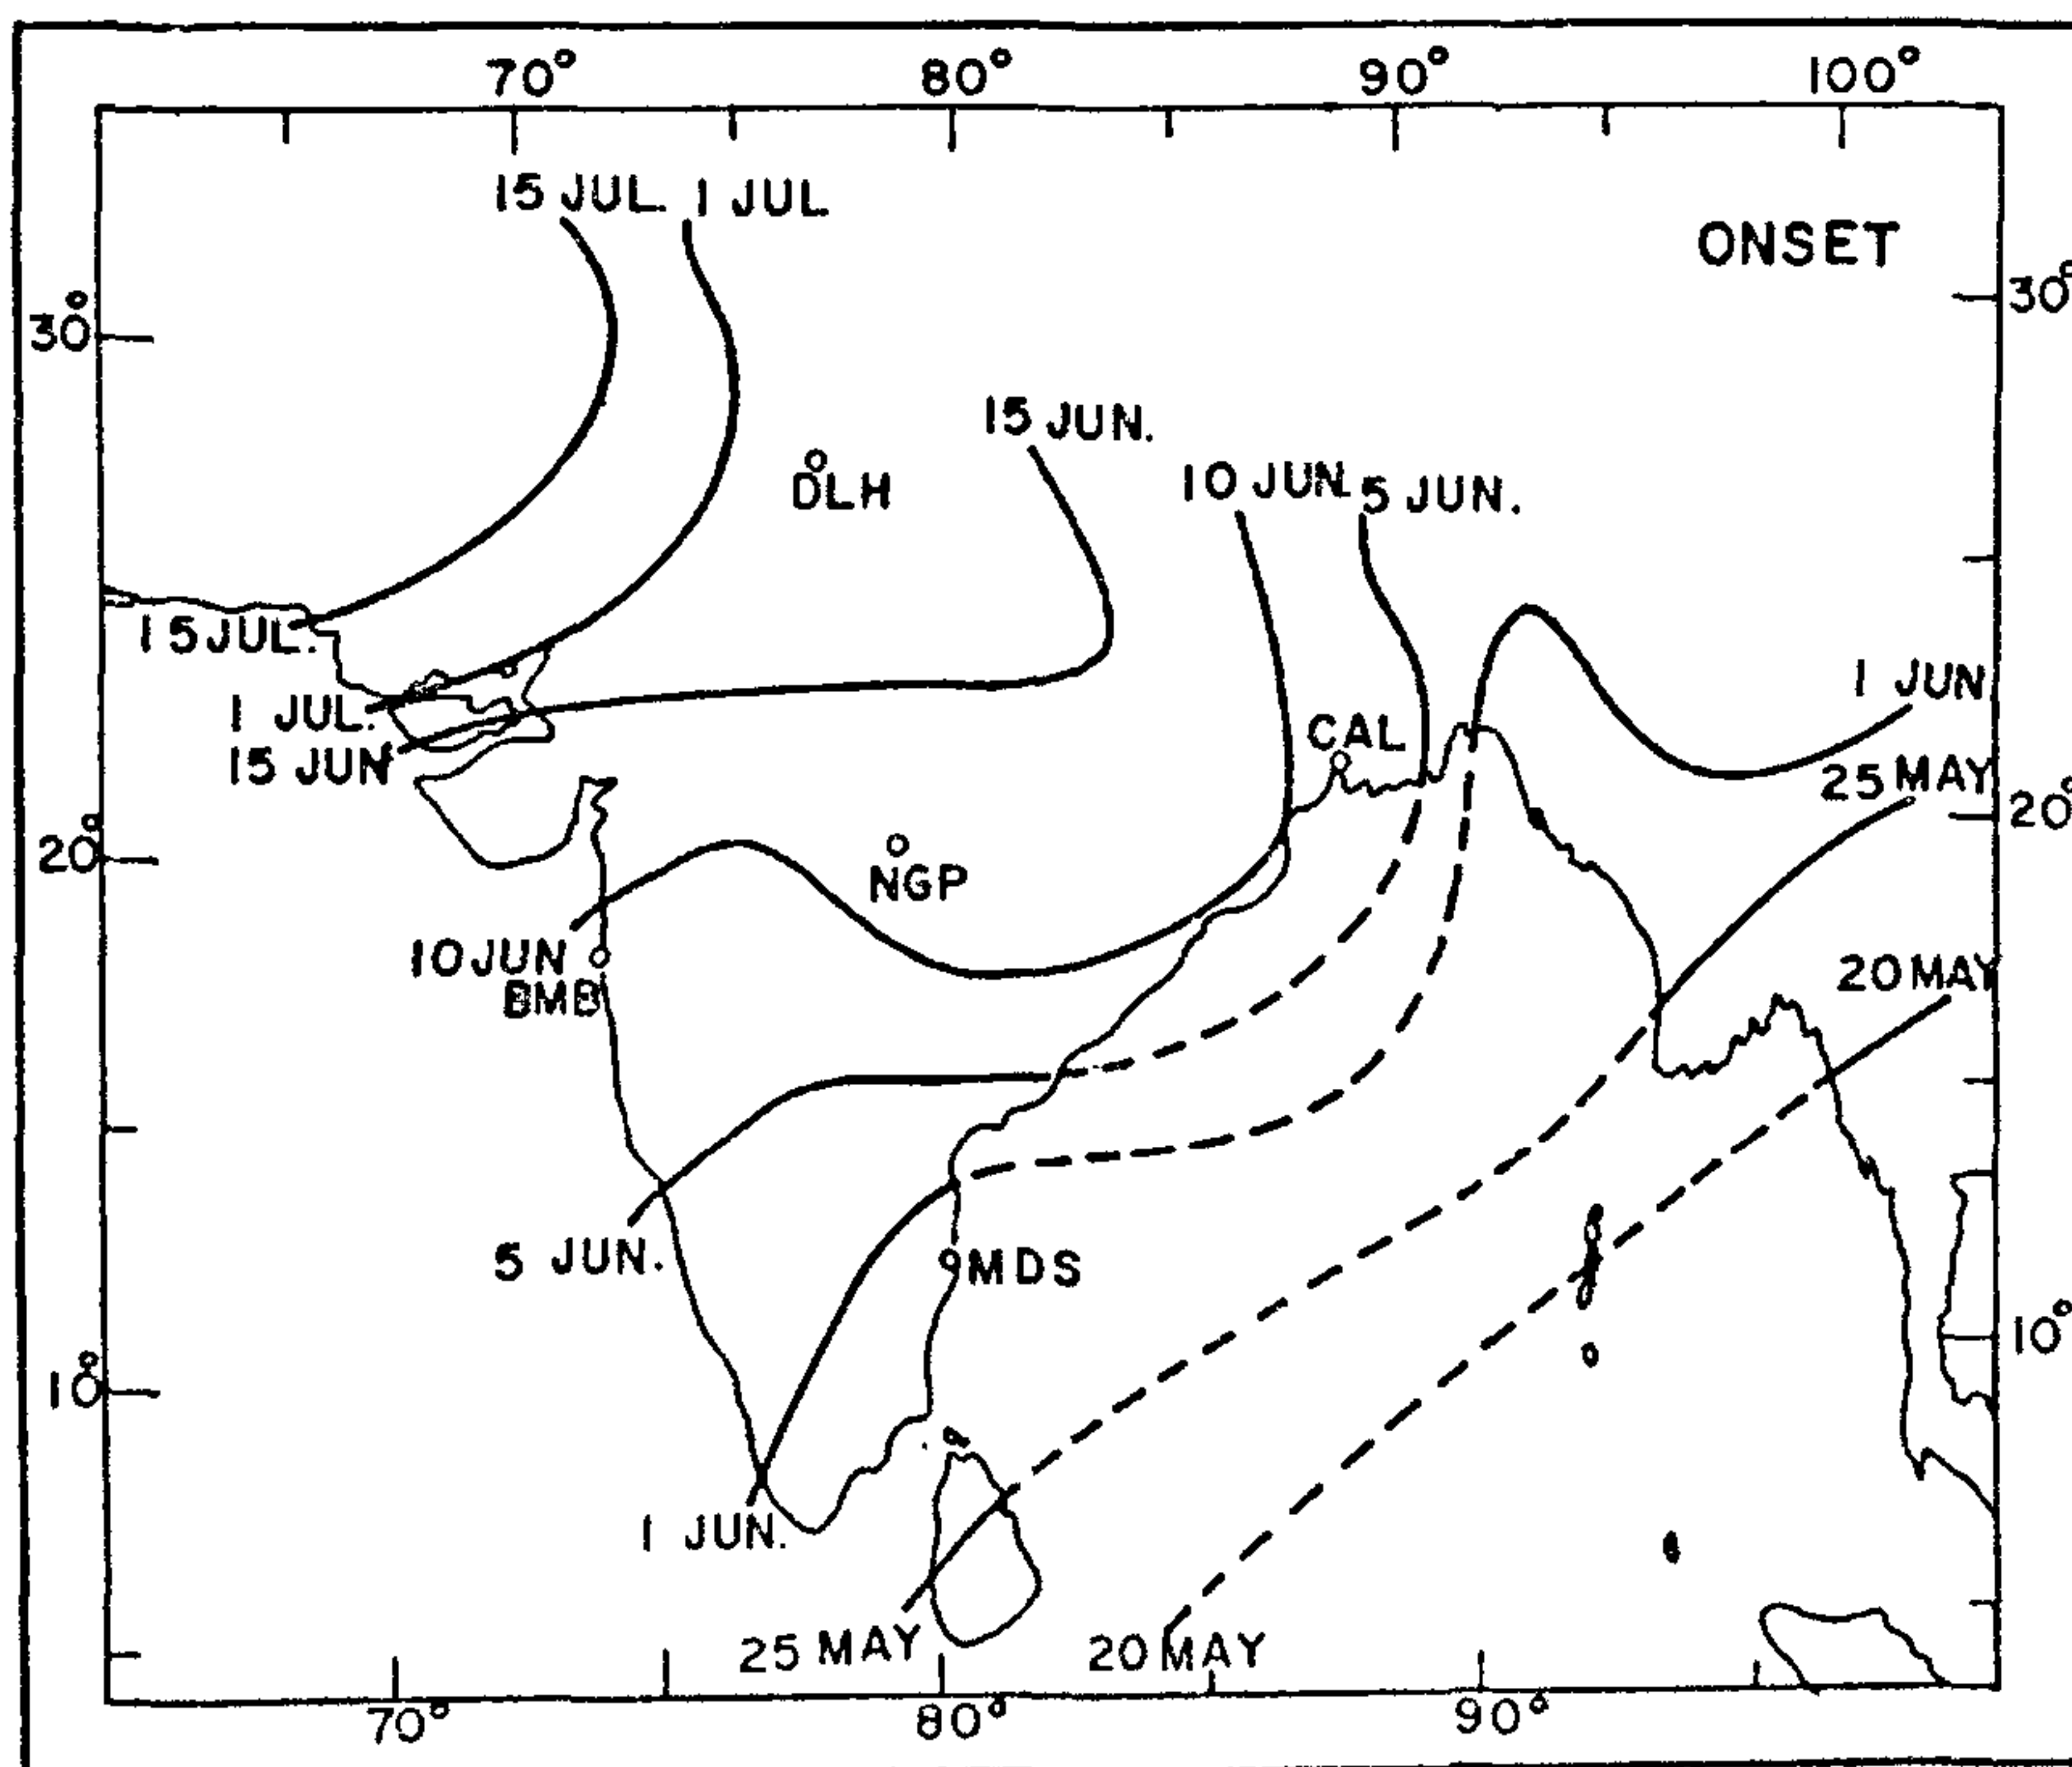 70° 80° 90° 100°
15 JUL. 1 JUL
ONSET
30° 30°
15 JUN.
DLH
10 JUN. 5 JUN.
15 JUL.
1 JUN
1 JUL.
CAL
15 JUN
25 MAY
20° 20°
NGP
10 JUN
BMB
20 MAY
5 JUN.
MDS
10° 10°
1 JUN.
25 MAY 20 MAY
70° 80° 90°